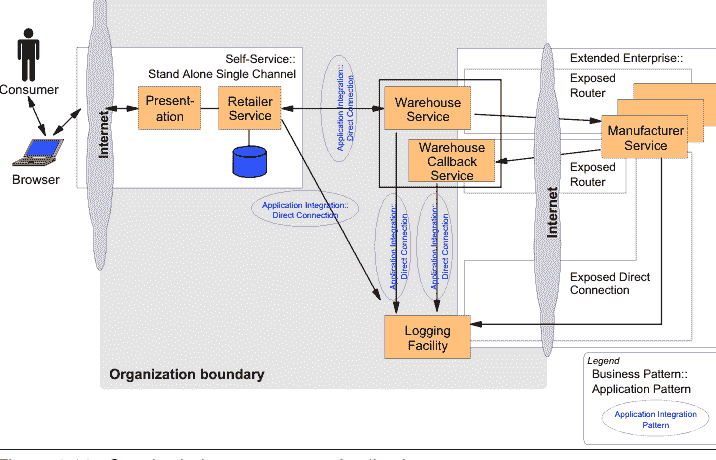 Consumer
Browser
Internet
Self-Service::
Stand Alone Single Channel
Present-
ation
Retailer
Service
Application Integration::
Direct Connection
Application Integration::
Direct Connection
Warehouse
Service
Warehouse
Callback
Service
Application Integration::
Direct Connection
Application Integration::
Direct Connection
Logging
Facility
Organization boundary
Internet
Extended Enterprise::
Exposed
Router
Manufacturer
Service
Exposed
Router
Exposed Direct
Connection
Legend
Business Pattern::
Application Pattern
Application Integration
Pattern